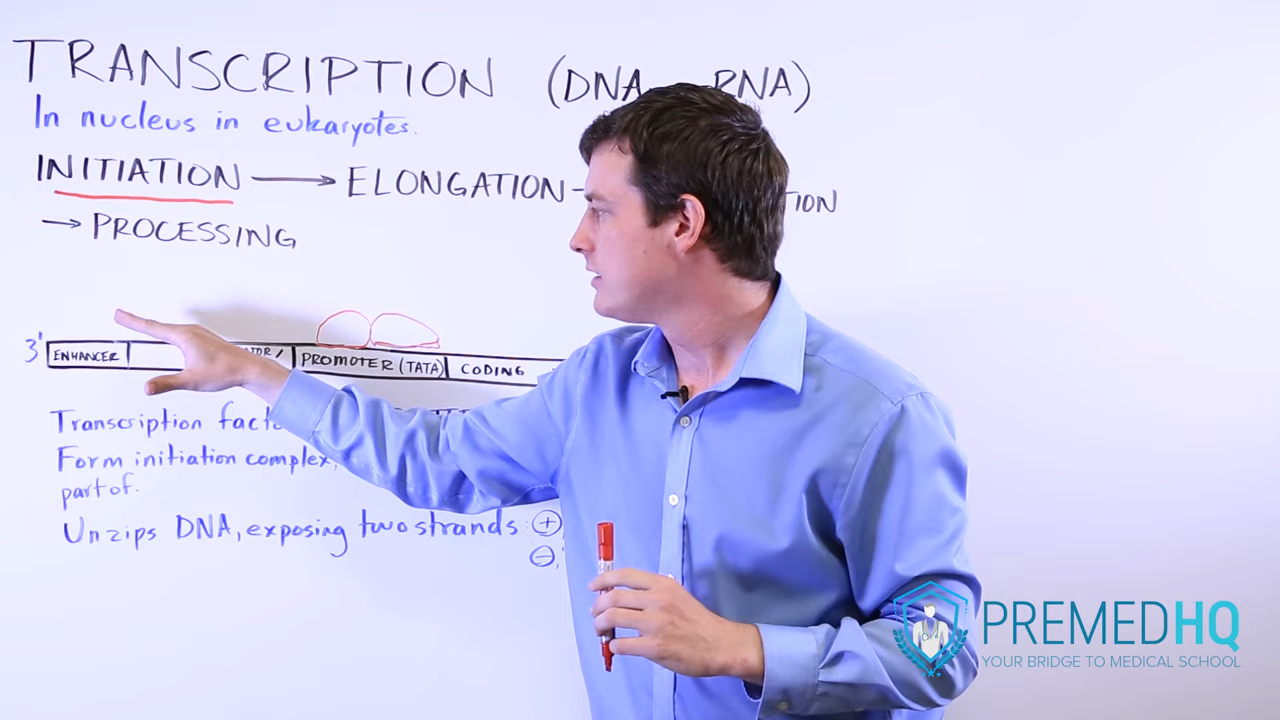 TRANSCRIPTION (DNA RNA)
In nucleus in eukaryotes.
INITIATION → ELONGATION
→ PROCESSING
3' ENHANCER PROMOTER (TATA) CODING
Transcription
Form initiation complex,
part of.
Unzips DNA, exposing two strands: +
-,
PREMEDHQ
YOUR BRIDGE TO MEDICAL SCHOOL